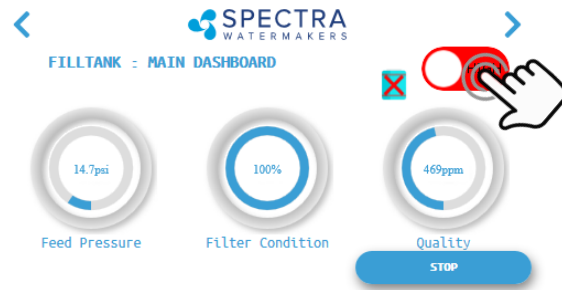 SPECTRA
WATERMAKERS
FILLTANK : MAIN DASHBOARD
14.7psi
100%
469ppm
Feed Pressure
Filter Condition
Quality
STOP